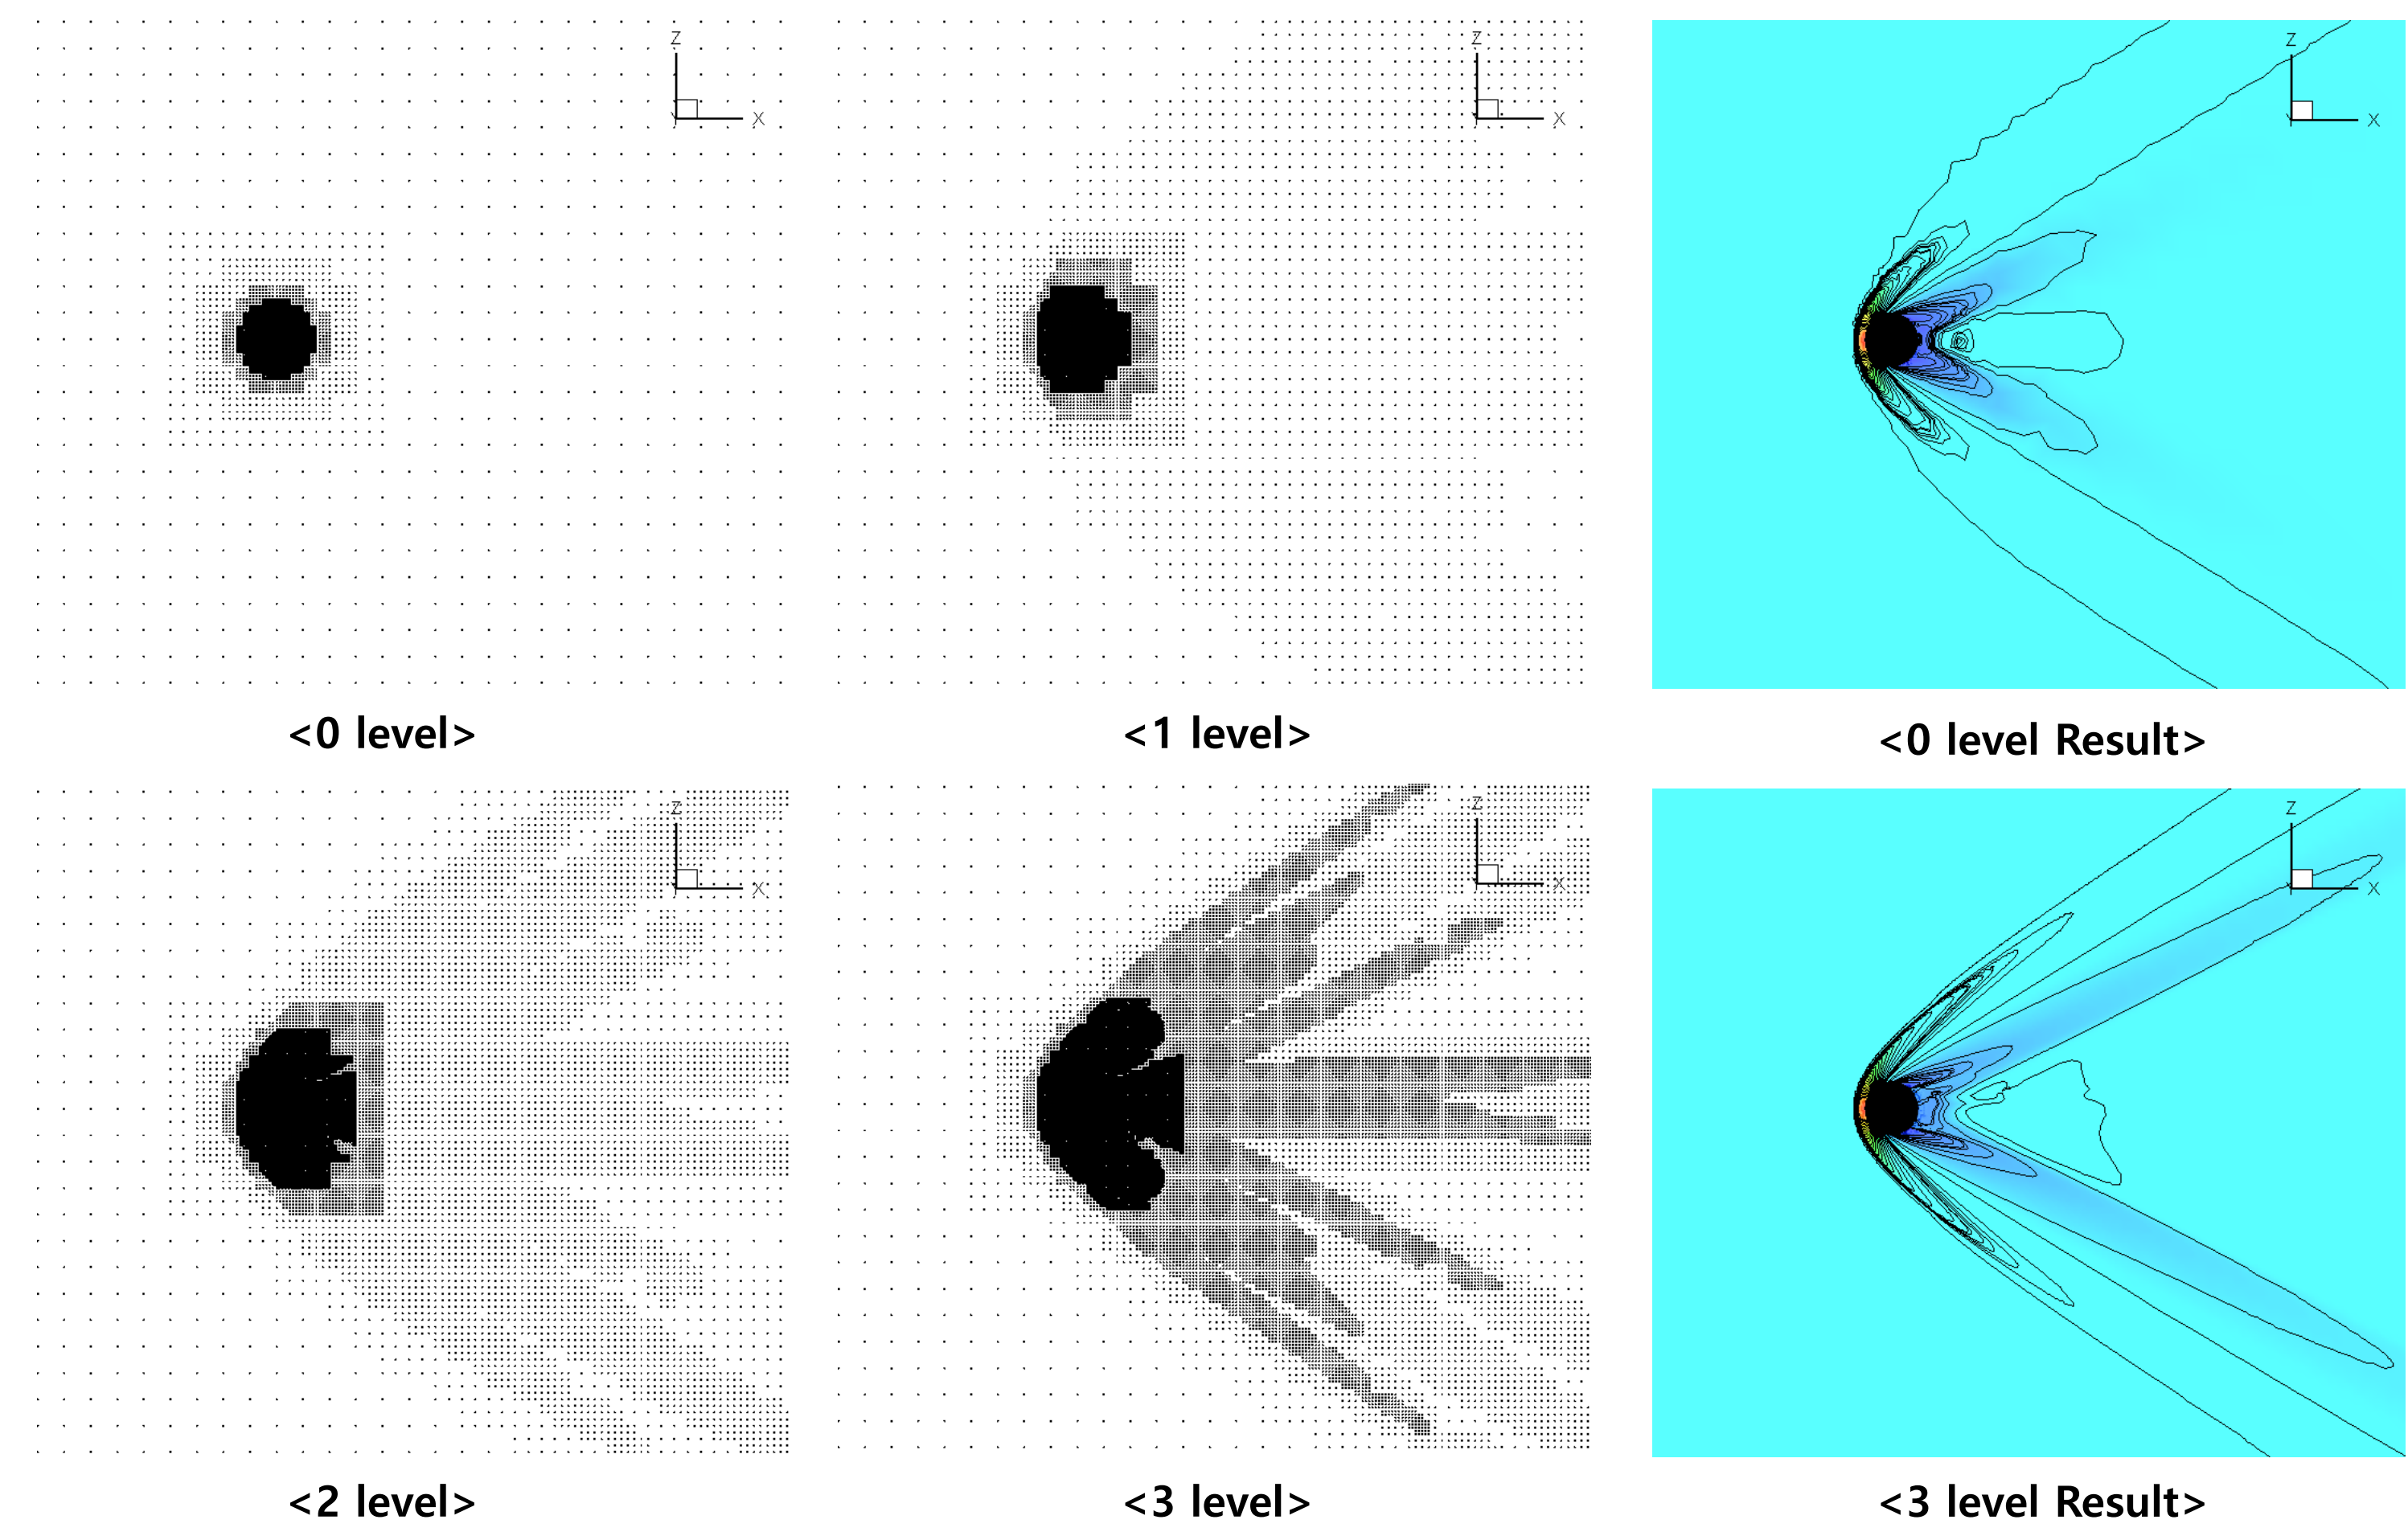 Z
X
Z
X
Z
X
<0 level>
<1 level>
<0 level Result>
Z
X
Z
X
Z
X
<2 level>
<3 level>
<3 level Result>